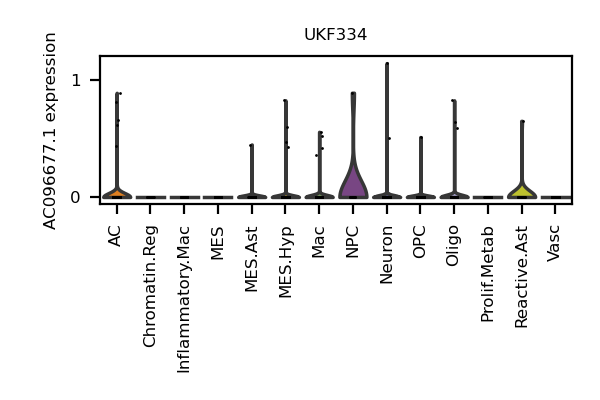 UKF334
AC096677.1 expression
1
0
AC
Chromatin.Reg
Inflammatory.Mac
MES
MES.Ast
MES.Hyp
Mac
NPC
Neuron
OPC
Oligo
Prolif.Metab
Reactive.Ast
Vasc